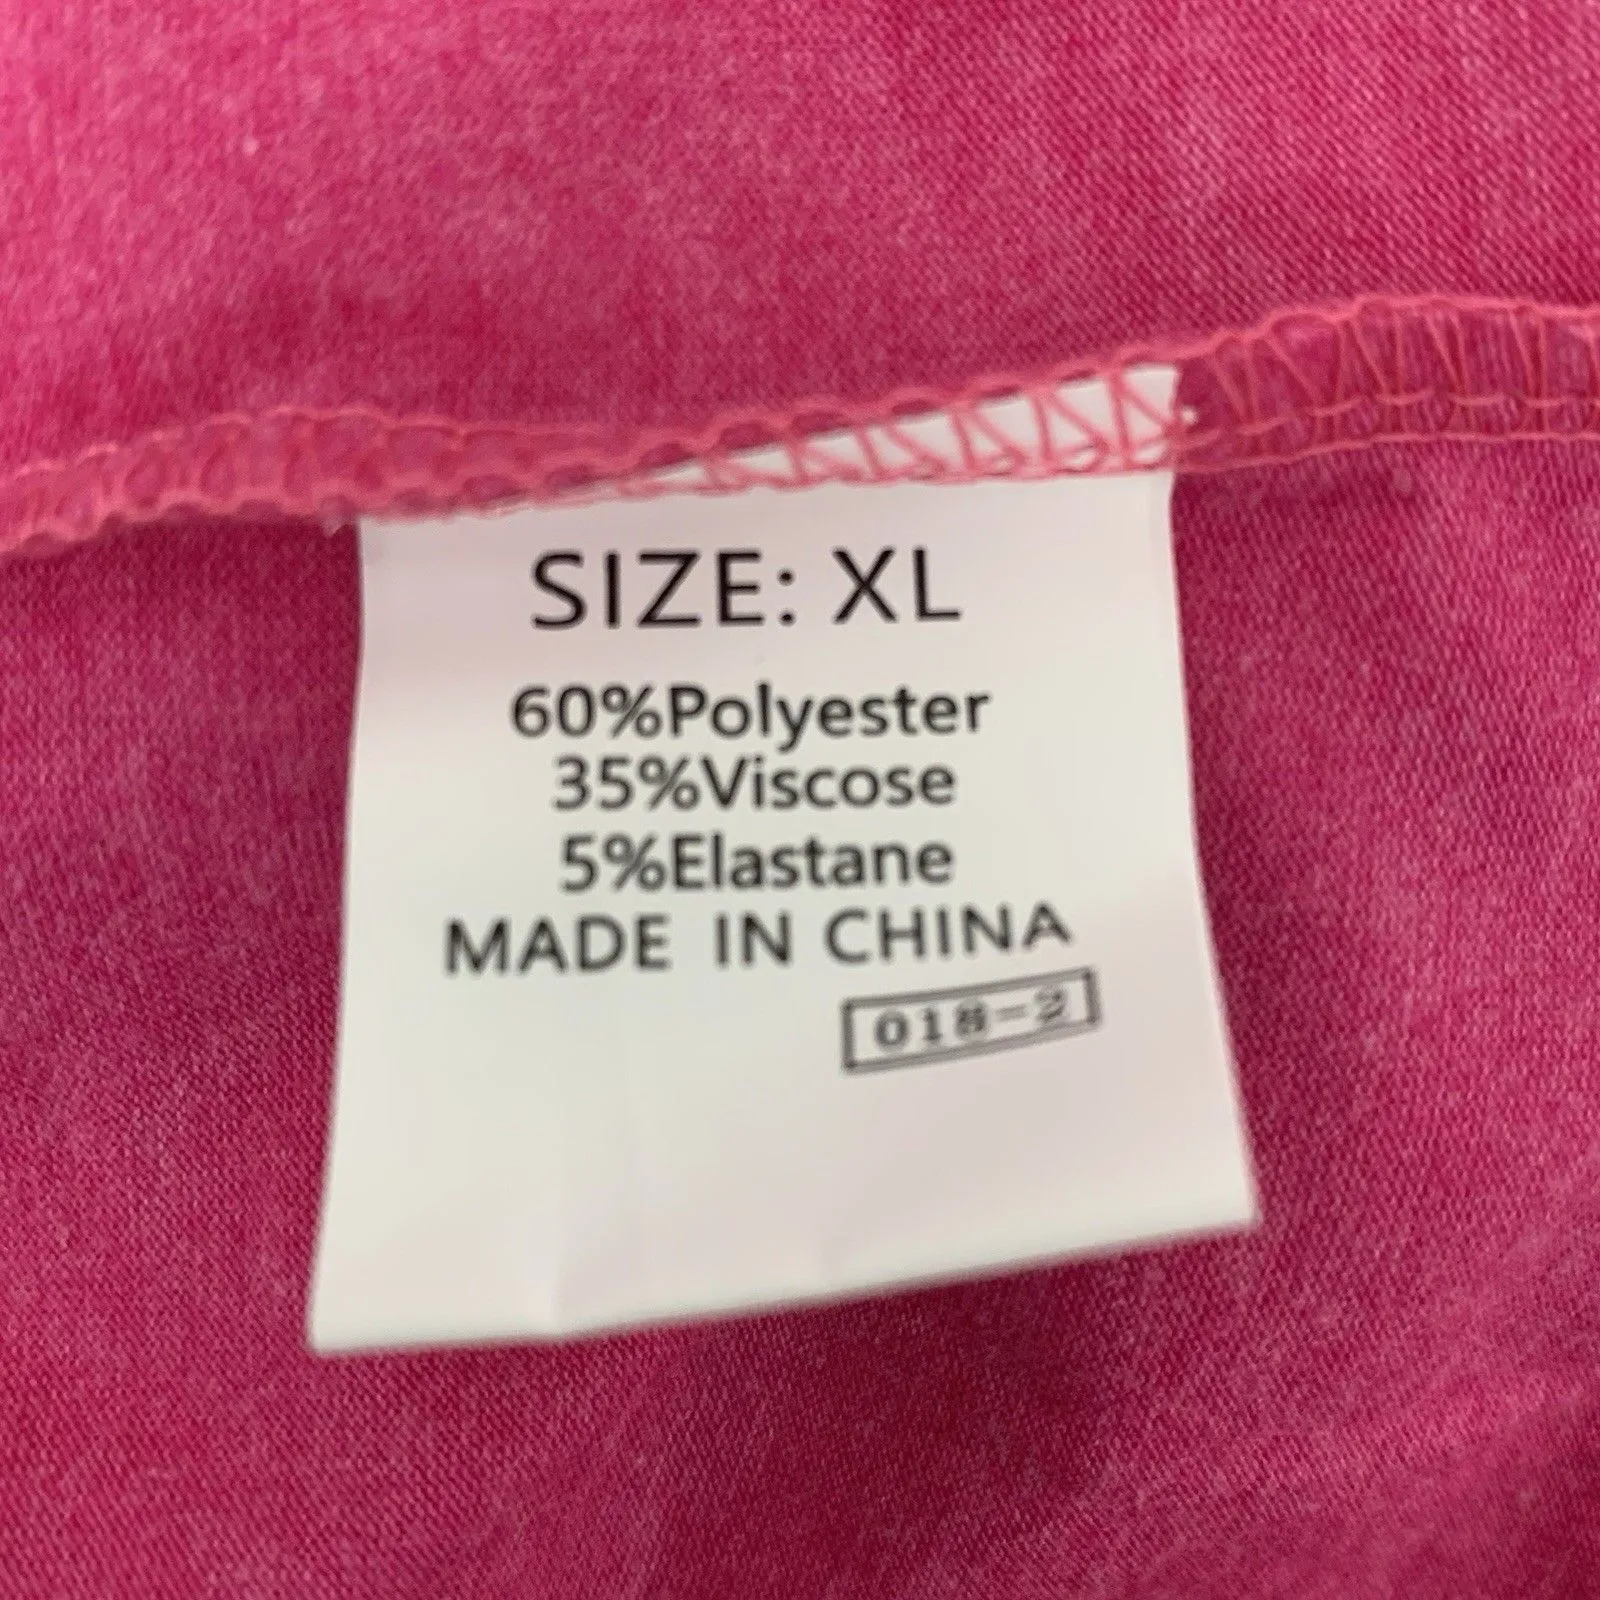 SIZE: XL
60%Polyester
35%Viscose
5%Elastane
MADE IN CHINA
018-2